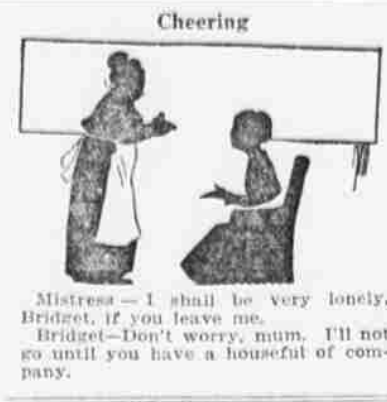 Cheering
Mistress — I shall be very lonely,
Bridget, if you leave me.
Bridget—Don't worry, mum. I'll not
go until you have a houseful of com-
pany.